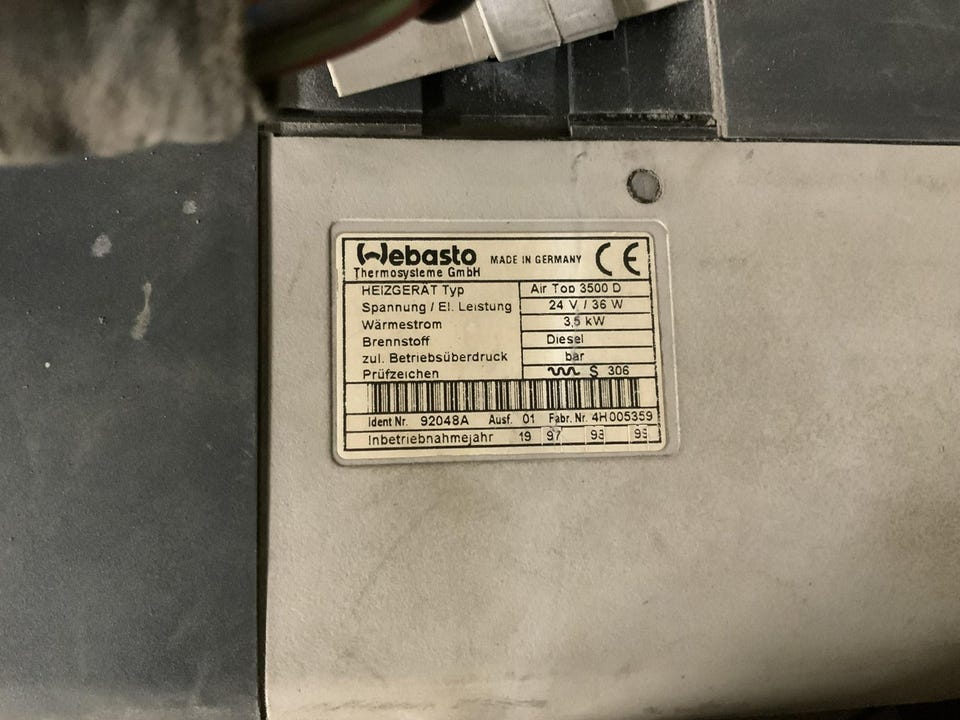 Webasto MADE IN GERMANY CE
Thermosysteme GmbH
HEIZGERÄT Typ Air Top 3500 D
Spannung / El. Leistung 24 V / 36 W
Wärmestrom 3,5 kW
Brennstoff Diesel
zul. Betriebsüberdruck bar
Prüfzeichen S 306
Ident Nr. 92048A Ausf. 01 Fabr. Nr. 4H005359
Inbetriebnahmejahr 19 97 98 99